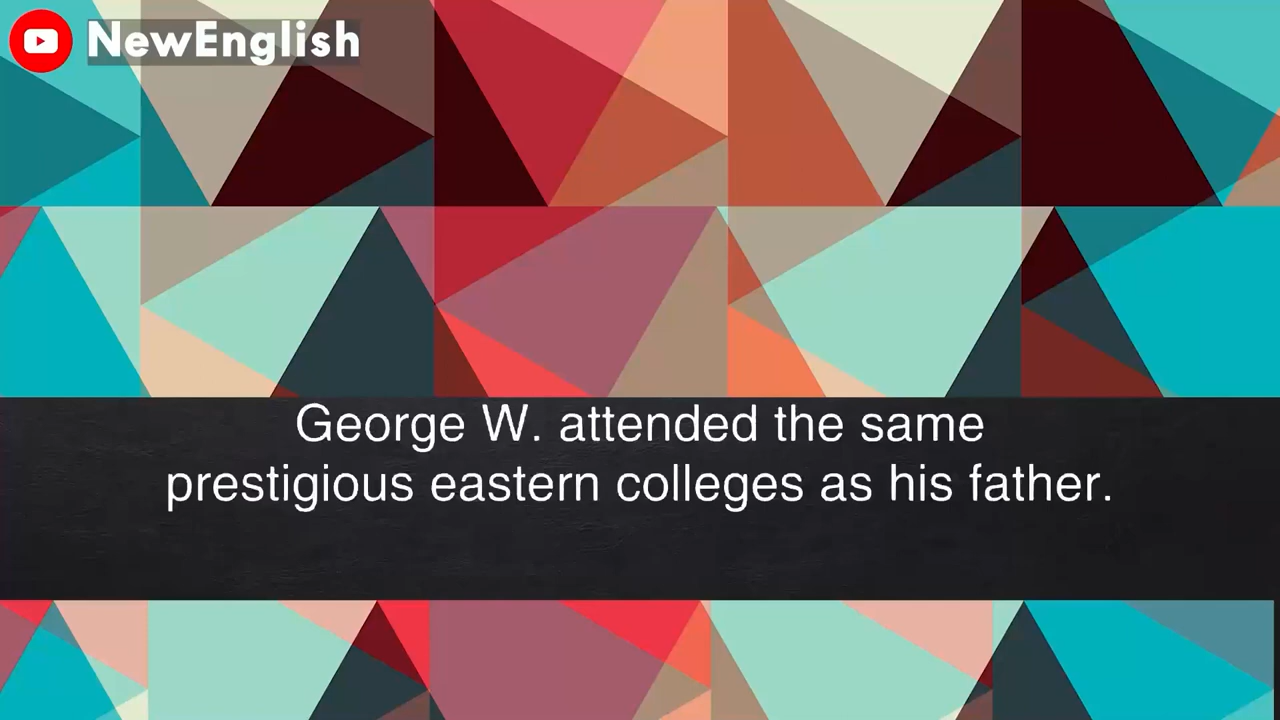 NewEnglish
George W. attended the same
prestigious eastern colleges as his father.